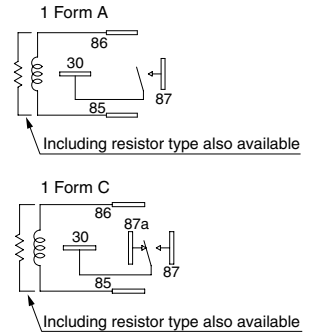 1 Form A
86
30
87
85
Including resistor type also available
1 Form C
86
87a
30
87
85
Including resistor type also available